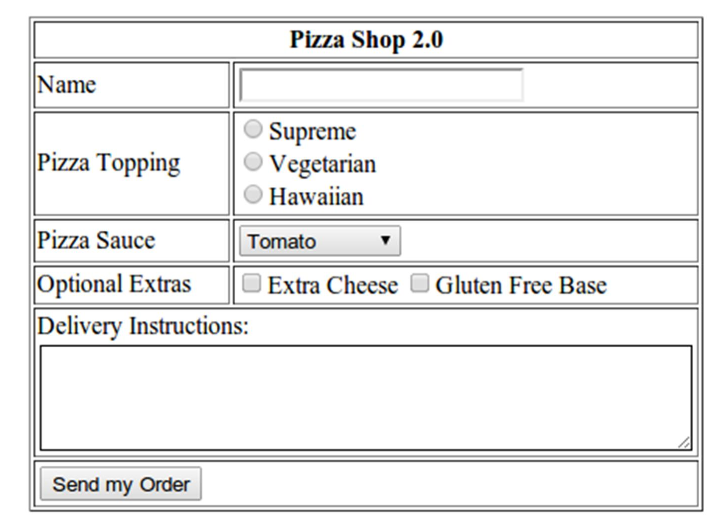 Pizza Shop 2.0
Name
Pizza Topping
Supreme
Vegetarian
Hawaiian
Pizza Sauce
Tomato
Optional Extras
Extra Cheese Gluten Free Base
Delivery Instructions:
Send my Order